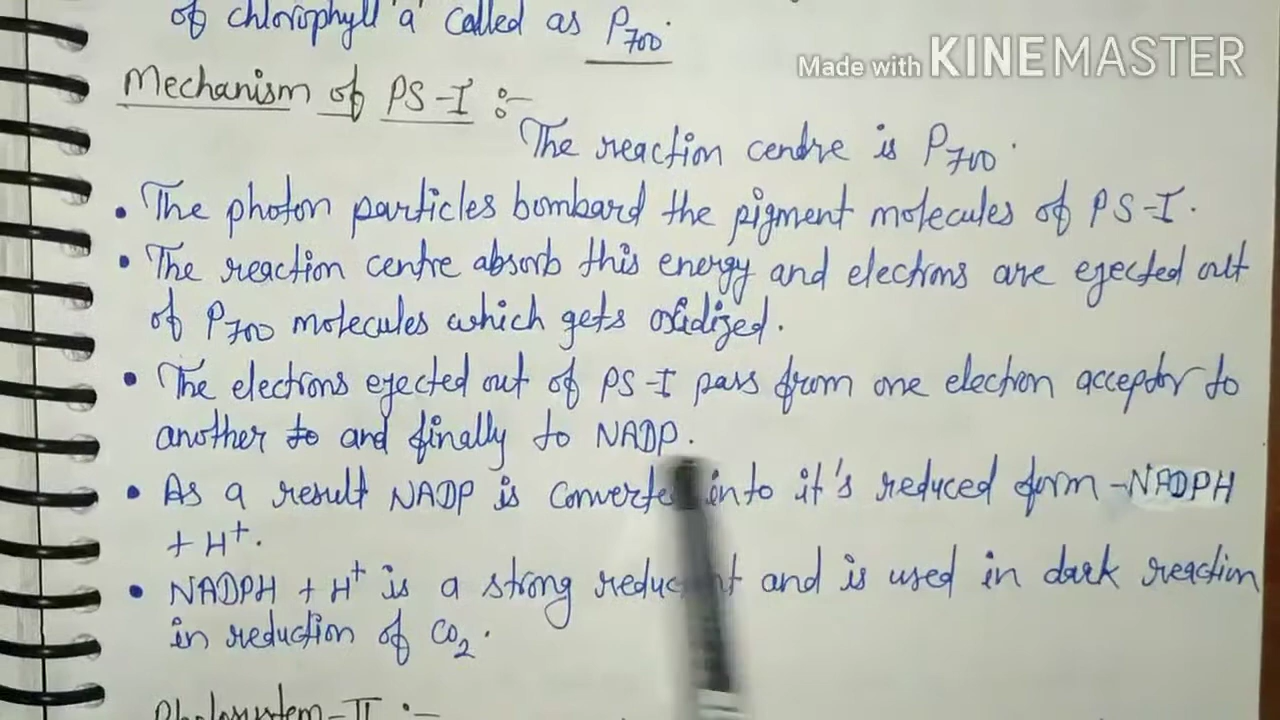 of chlorophyll 'a' called as P700.
Made with KINEMASTER
Mechanism of PS-I :-
The reaction centre is P700.
• The photon particles bombard the pigment molecules of PS-I.
• The reaction centre absorb this energy and electrons are ejected out
of P700 molecules which gets oxidized.
• The electrons ejected out of PS-I pass from one electron acceptor to
another to and finally to NADP.
• As a result NADP is converted into it's reduced form - NADPH
+ H+.
• NADPH + H+ is a strong reductant and is used in dark reaction
in reduction of CO2.
Photosystem-II :-